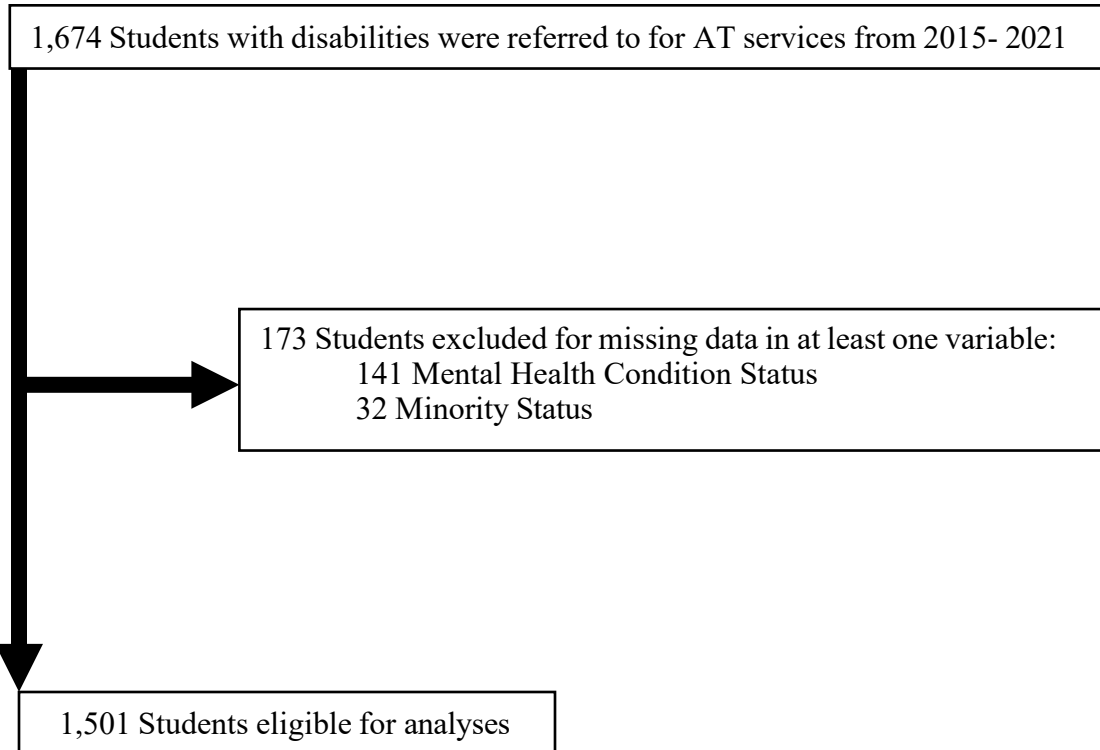 1,674 Students with disabilities were referred to for AT services from 2015- 2021
173 Students excluded for missing data in at least one variable:
141 Mental Health Condition Status
32 Minority Status
1,501 Students eligible for analyses